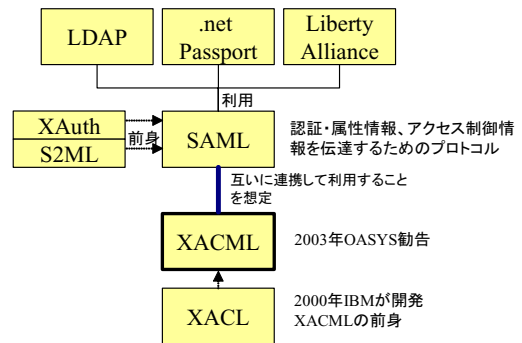 LDAP
.net
Passport
Liberty
Alliance
利用
XAuth
S2ML
前身
SAML
認証・属性情報、アクセス制御情
報を伝達するためのプロトコル
互いに連携して利用すること
を想定
XACML
2003年OASYS勧告
XACL
2000年IBMが開発
XACMLの前身